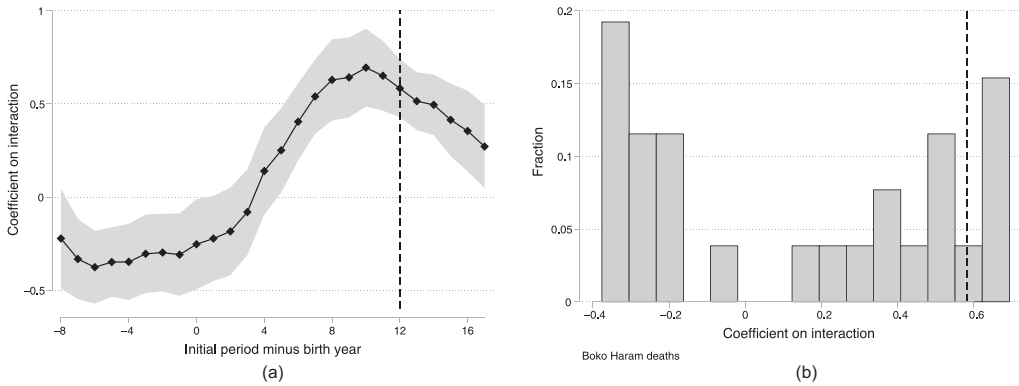 1
0.5
0
−0.5
Coefficient on interaction
−8 −4 0 4 8 12 16
Initial period minus birth year
(a)
0.2
0.15
0.1
0.05
0
Fraction
−0.4 −0.2 0 0.2 0.4 0.6
Coefficient on interaction
Boko Haram deaths
(b)